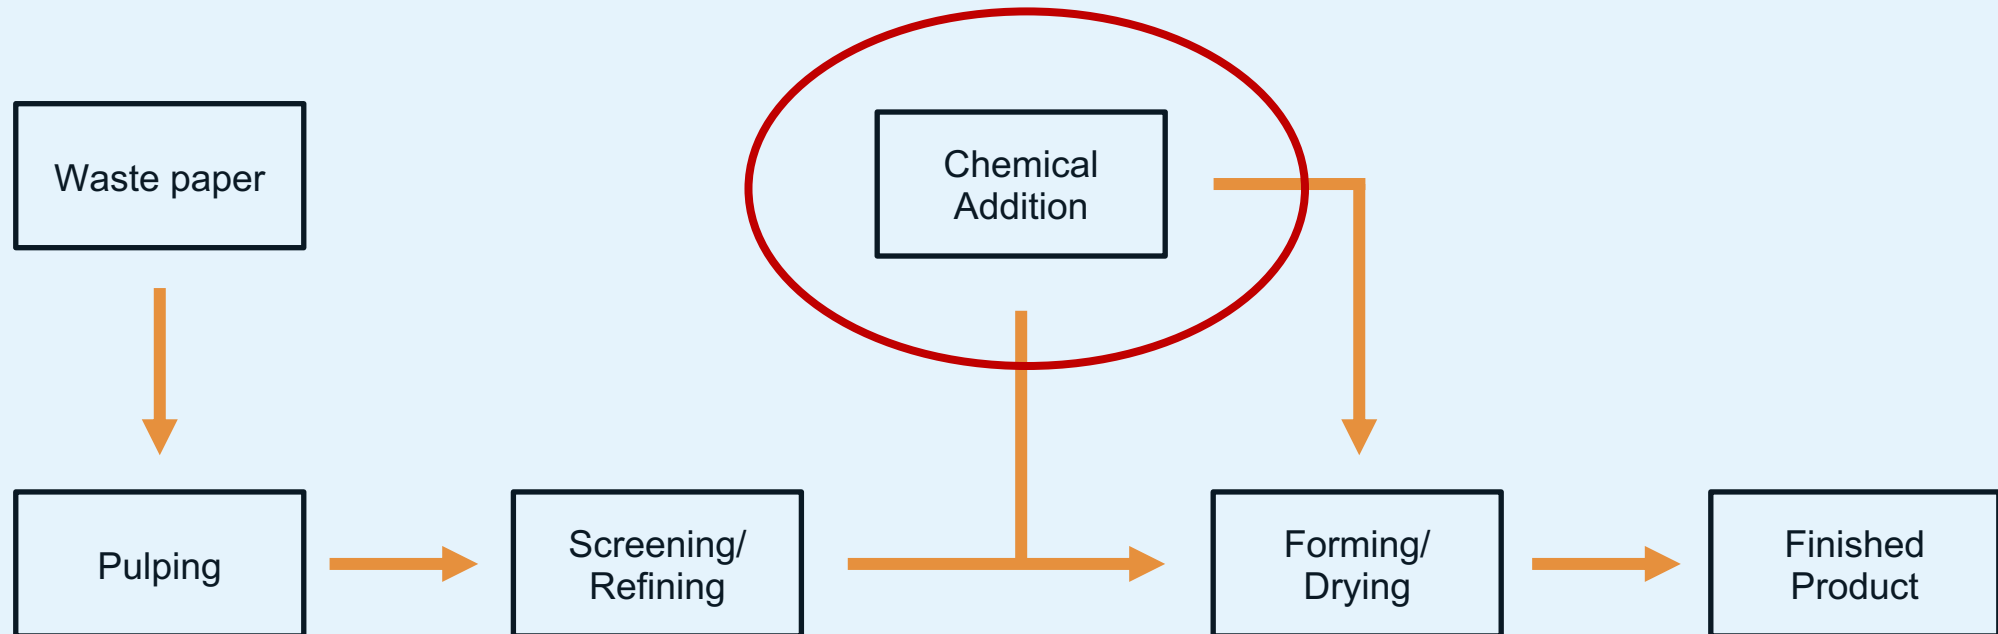 Waste paper
Chemical
Addition
Pulping
Screening/
Refining
Forming/
Drying
Finished
Product